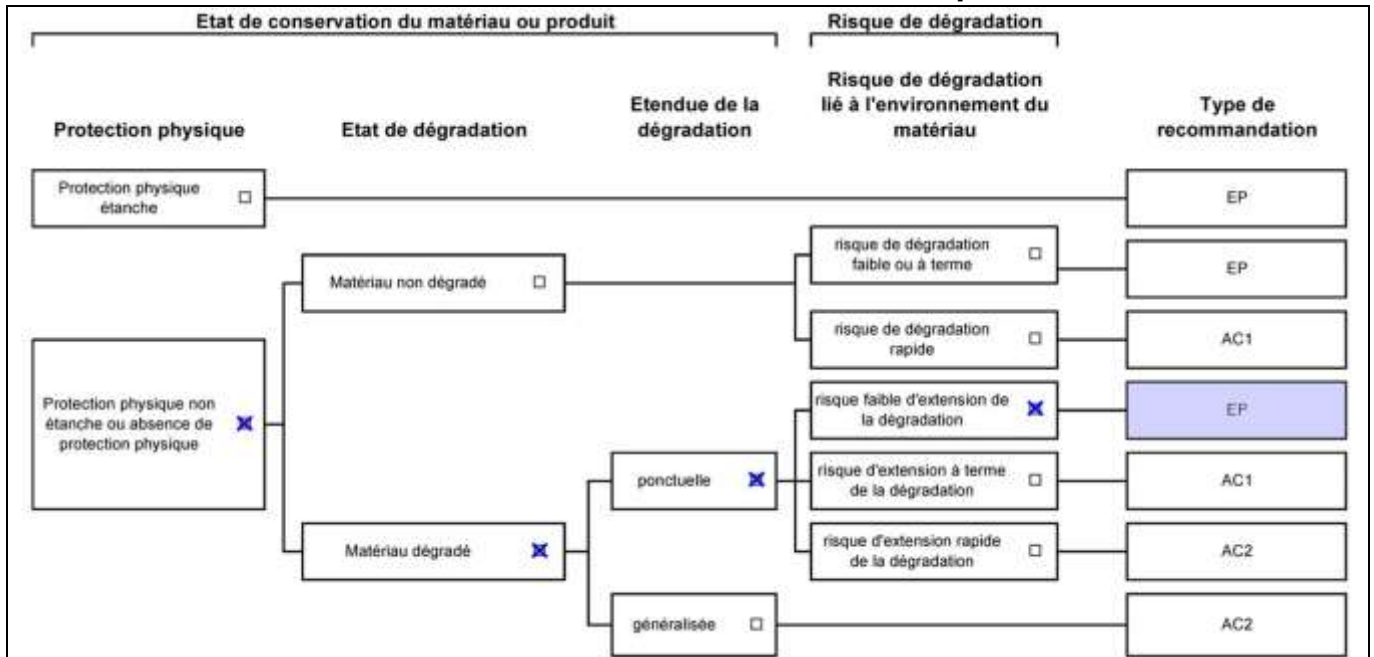 Etat de conservation du matériau ou produit
Risque de dégradation
Protection physique
Etat de dégradation
Etendue de la
dégradation
Risque de dégradation
lié à l'environnement du
matériau
Type de
recommandation
Protection physique
étanche
EP
risque de dégradation
faible ou à terme
EP
Matériau non dégradé
risque de dégradation
rapide
AC1
Protection physique non
étanche ou absence de
protection physique
risque faible d'extension de
la dégradation
EP
ponctuelle
risque d'extension à terme
de la dégradation
AC1
Matériau dégradé
risque d'extension rapide
de la dégradation
AC2
généralisée
AC2